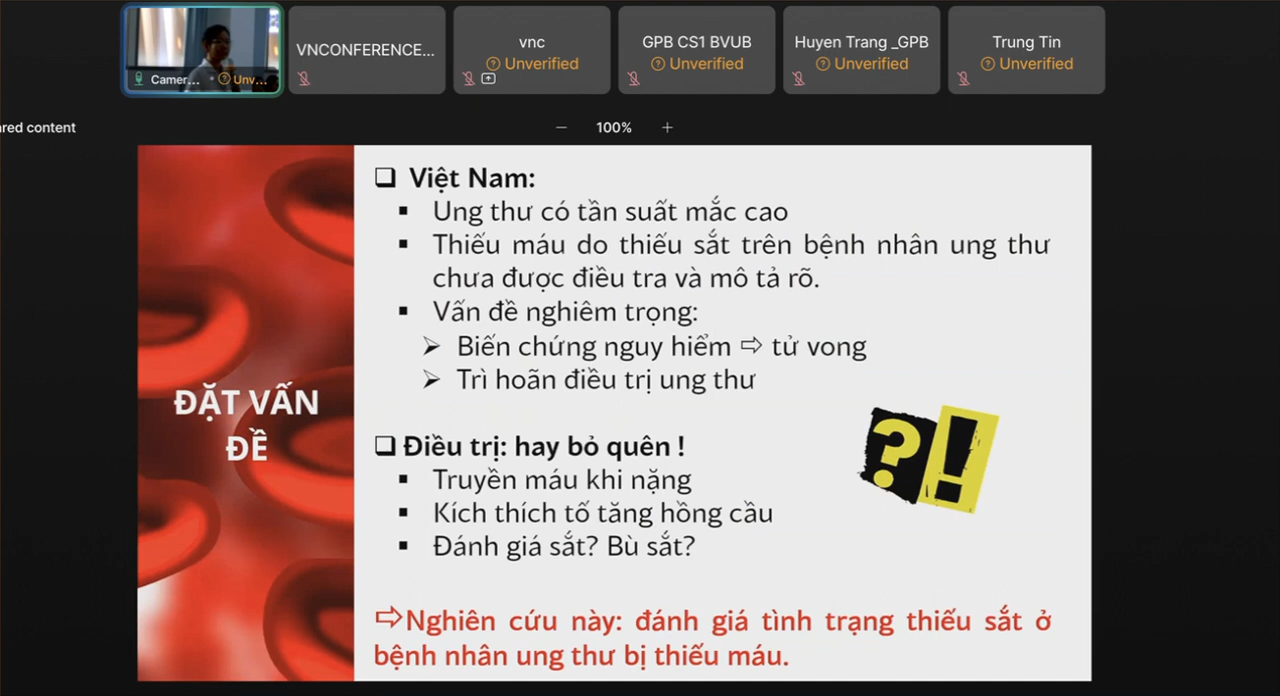 VNCONFERENCE...
vnc
GPB CS1 BVUB
Huyen Trang _GPB
Trung Tin
Camer... • Unv...
Unverified
Unverified
Unverified
Unverified
ared content
− 100% +
ĐẶT VẤN
ĐỀ
❑ Việt Nam:
▪ Ung thư có tần suất mắc cao
▪ Thiếu máu do thiếu sắt trên bệnh nhân ung thư
chưa được điều tra và mô tả rõ.
▪ Vấn đề nghiêm trọng:
➢ Biến chứng nguy hiểm ⇨ tử vong
➢ Trì hoãn điều trị ung thư
❑ Điều trị: hay bỏ quên !
▪ Truyền máu khi nặng
▪ Kích thích tố tăng hồng cầu
▪ Đánh giá sắt? Bù sắt?
?!
⇨Nghiên cứu này: đánh giá tình trạng thiếu sắt ở
bệnh nhân ung thư bị thiếu máu.